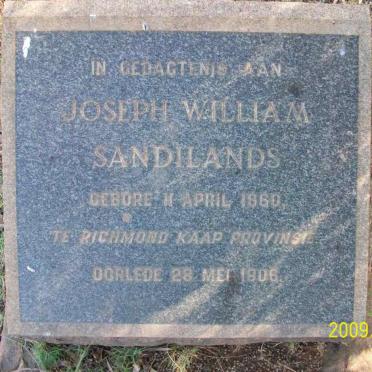 IN GEDAGTENIS AAN
JOSEPH WILLIAM
SANDILANDS
GEBORE 11 APRIL 1860,
TE RICHMOND KAAP PROVINSIE
OORLEDE 28 MEI 1906.
2009